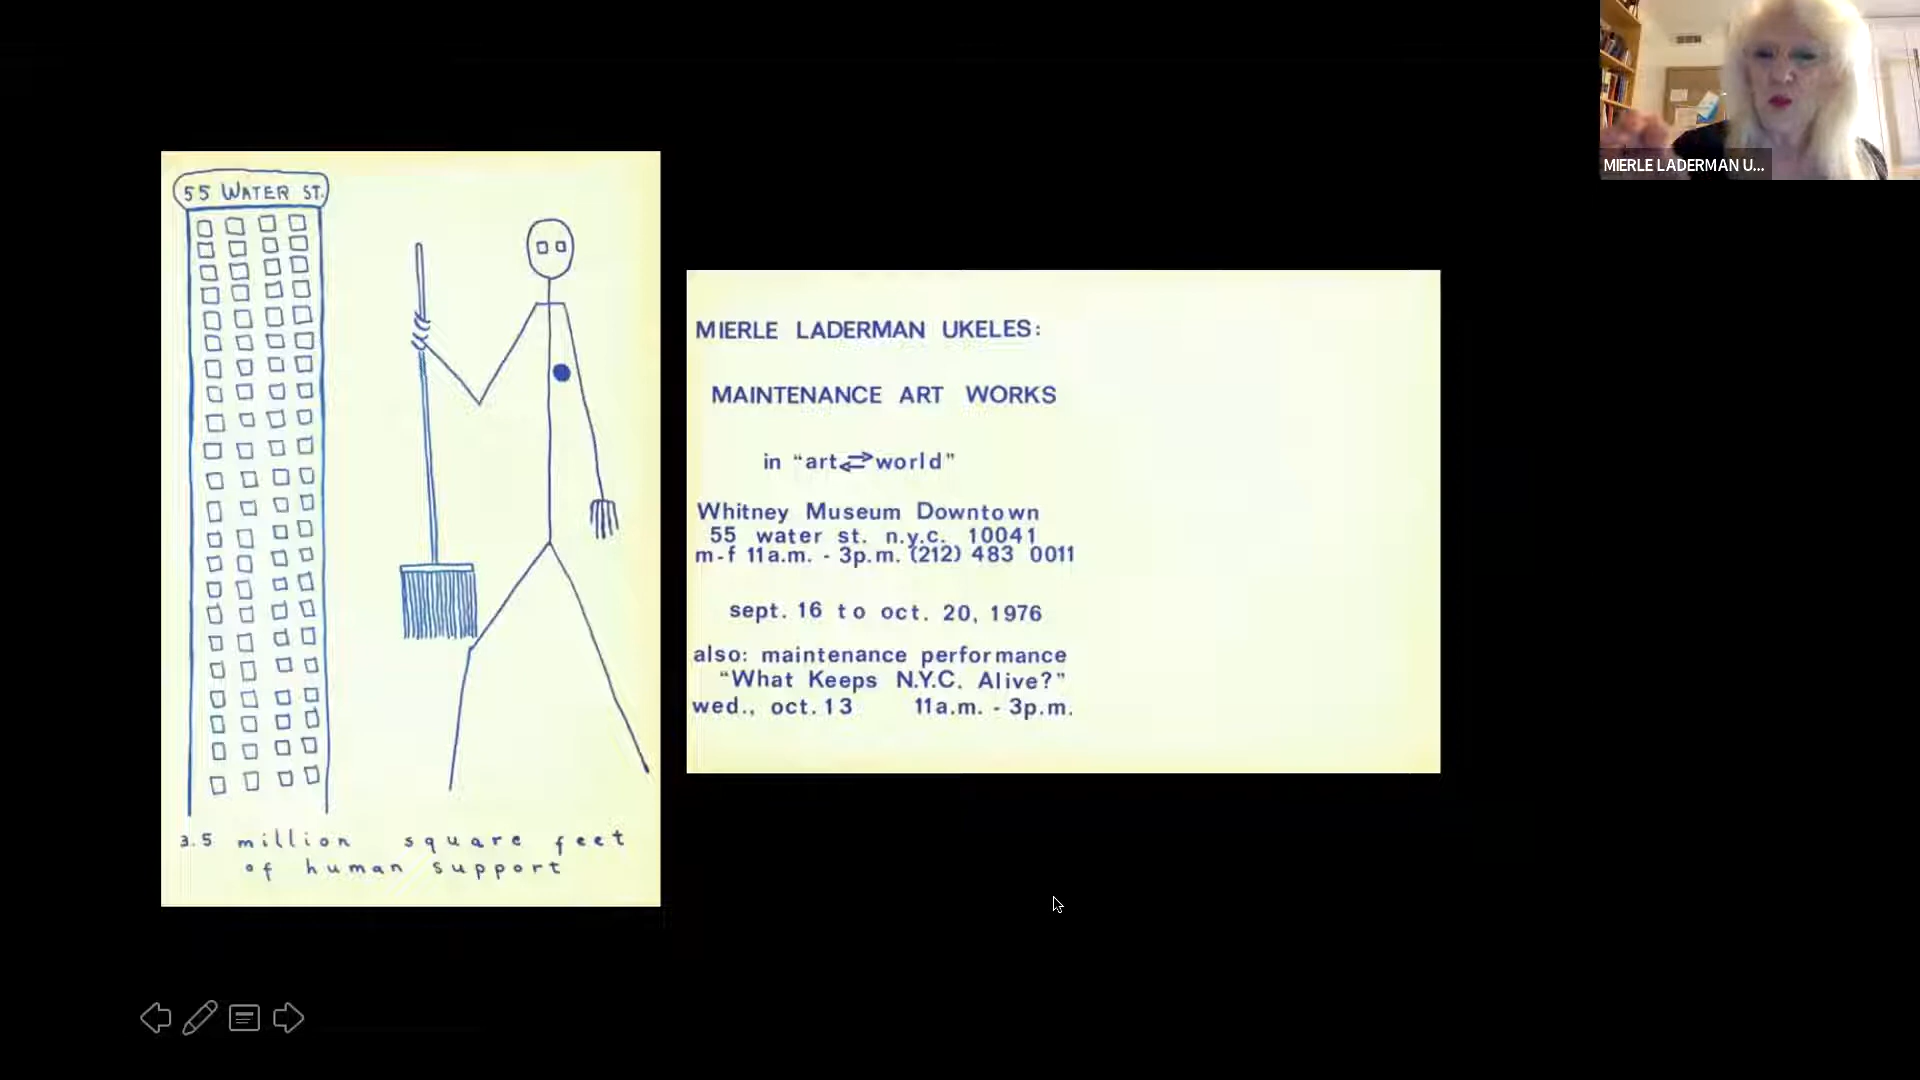 55 WATER ST.
3.5 million square feet
of human support
MIERLE LADERMAN UKELES:
MAINTENANCE ART WORKS
in "art⇄world"
Whitney Museum Downtown
55 water st. n.y.c. 10041
m-f 11a.m. - 3p.m. (212) 483 0011
sept. 16 to oct. 20, 1976
also: maintenance performance
"What Keeps N.Y.C. Alive?"
wed., oct. 13 11a.m. - 3p.m.
MIERLE LADERMAN U...